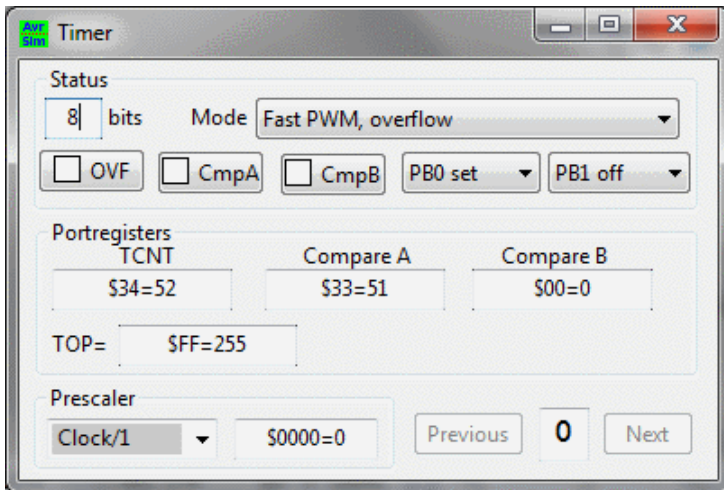 Avr
Sim
Timer
Status
8 bits Mode Fast PWM, overflow
OVF CmpA CmpB PB0 set PB1 off
Portregisters
TCNT Compare A Compare B
$34=52 $33=51 $00=0
TOP= $FF=255
Prescaler
Clock/1 $0000=0 Previous 0 Next